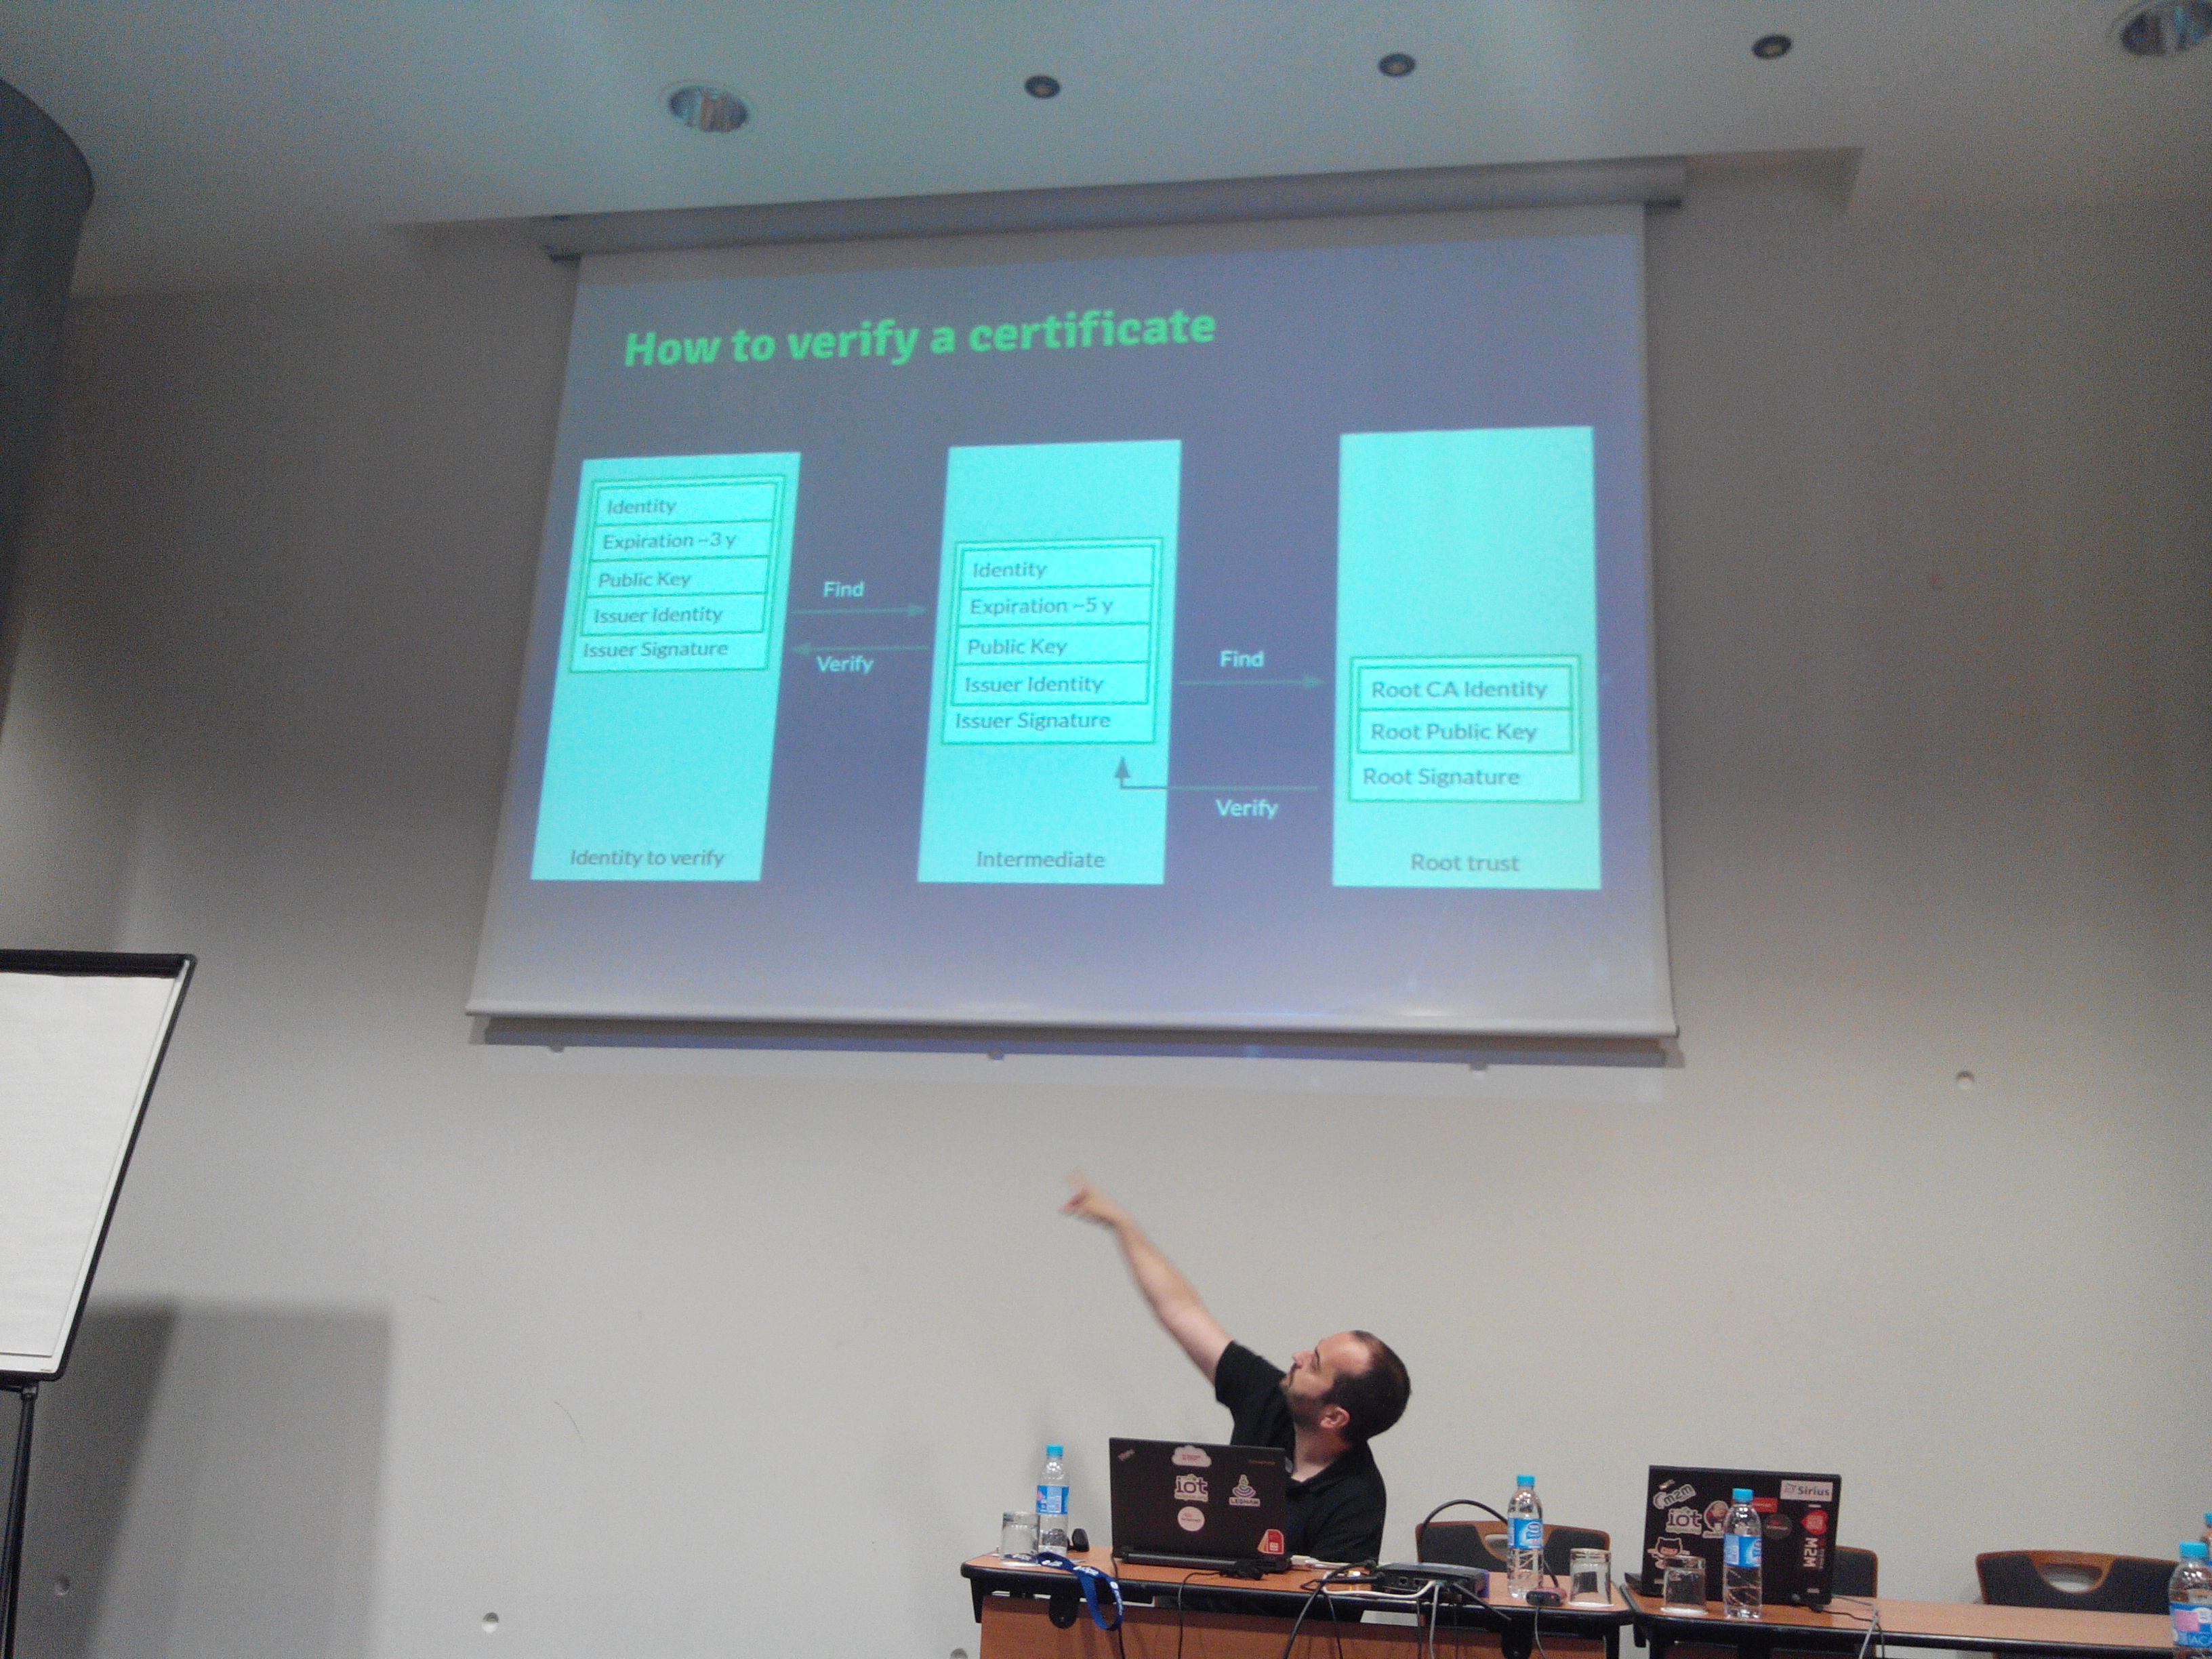 How to verify a certificate
Identity
Expiration ~3 y
Public Key
Issuer Identity
Issuer Signature
Identity to verify
Find
Verify
Identity
Expiration ~5 y
Public Key
Issuer Identity
Issuer Signature
Intermediate
Find
Verify
Root CA Identity
Root Public Key
Root Signature
Root trust
iot
LESHAN
m2m
iot
Sirius
M2M